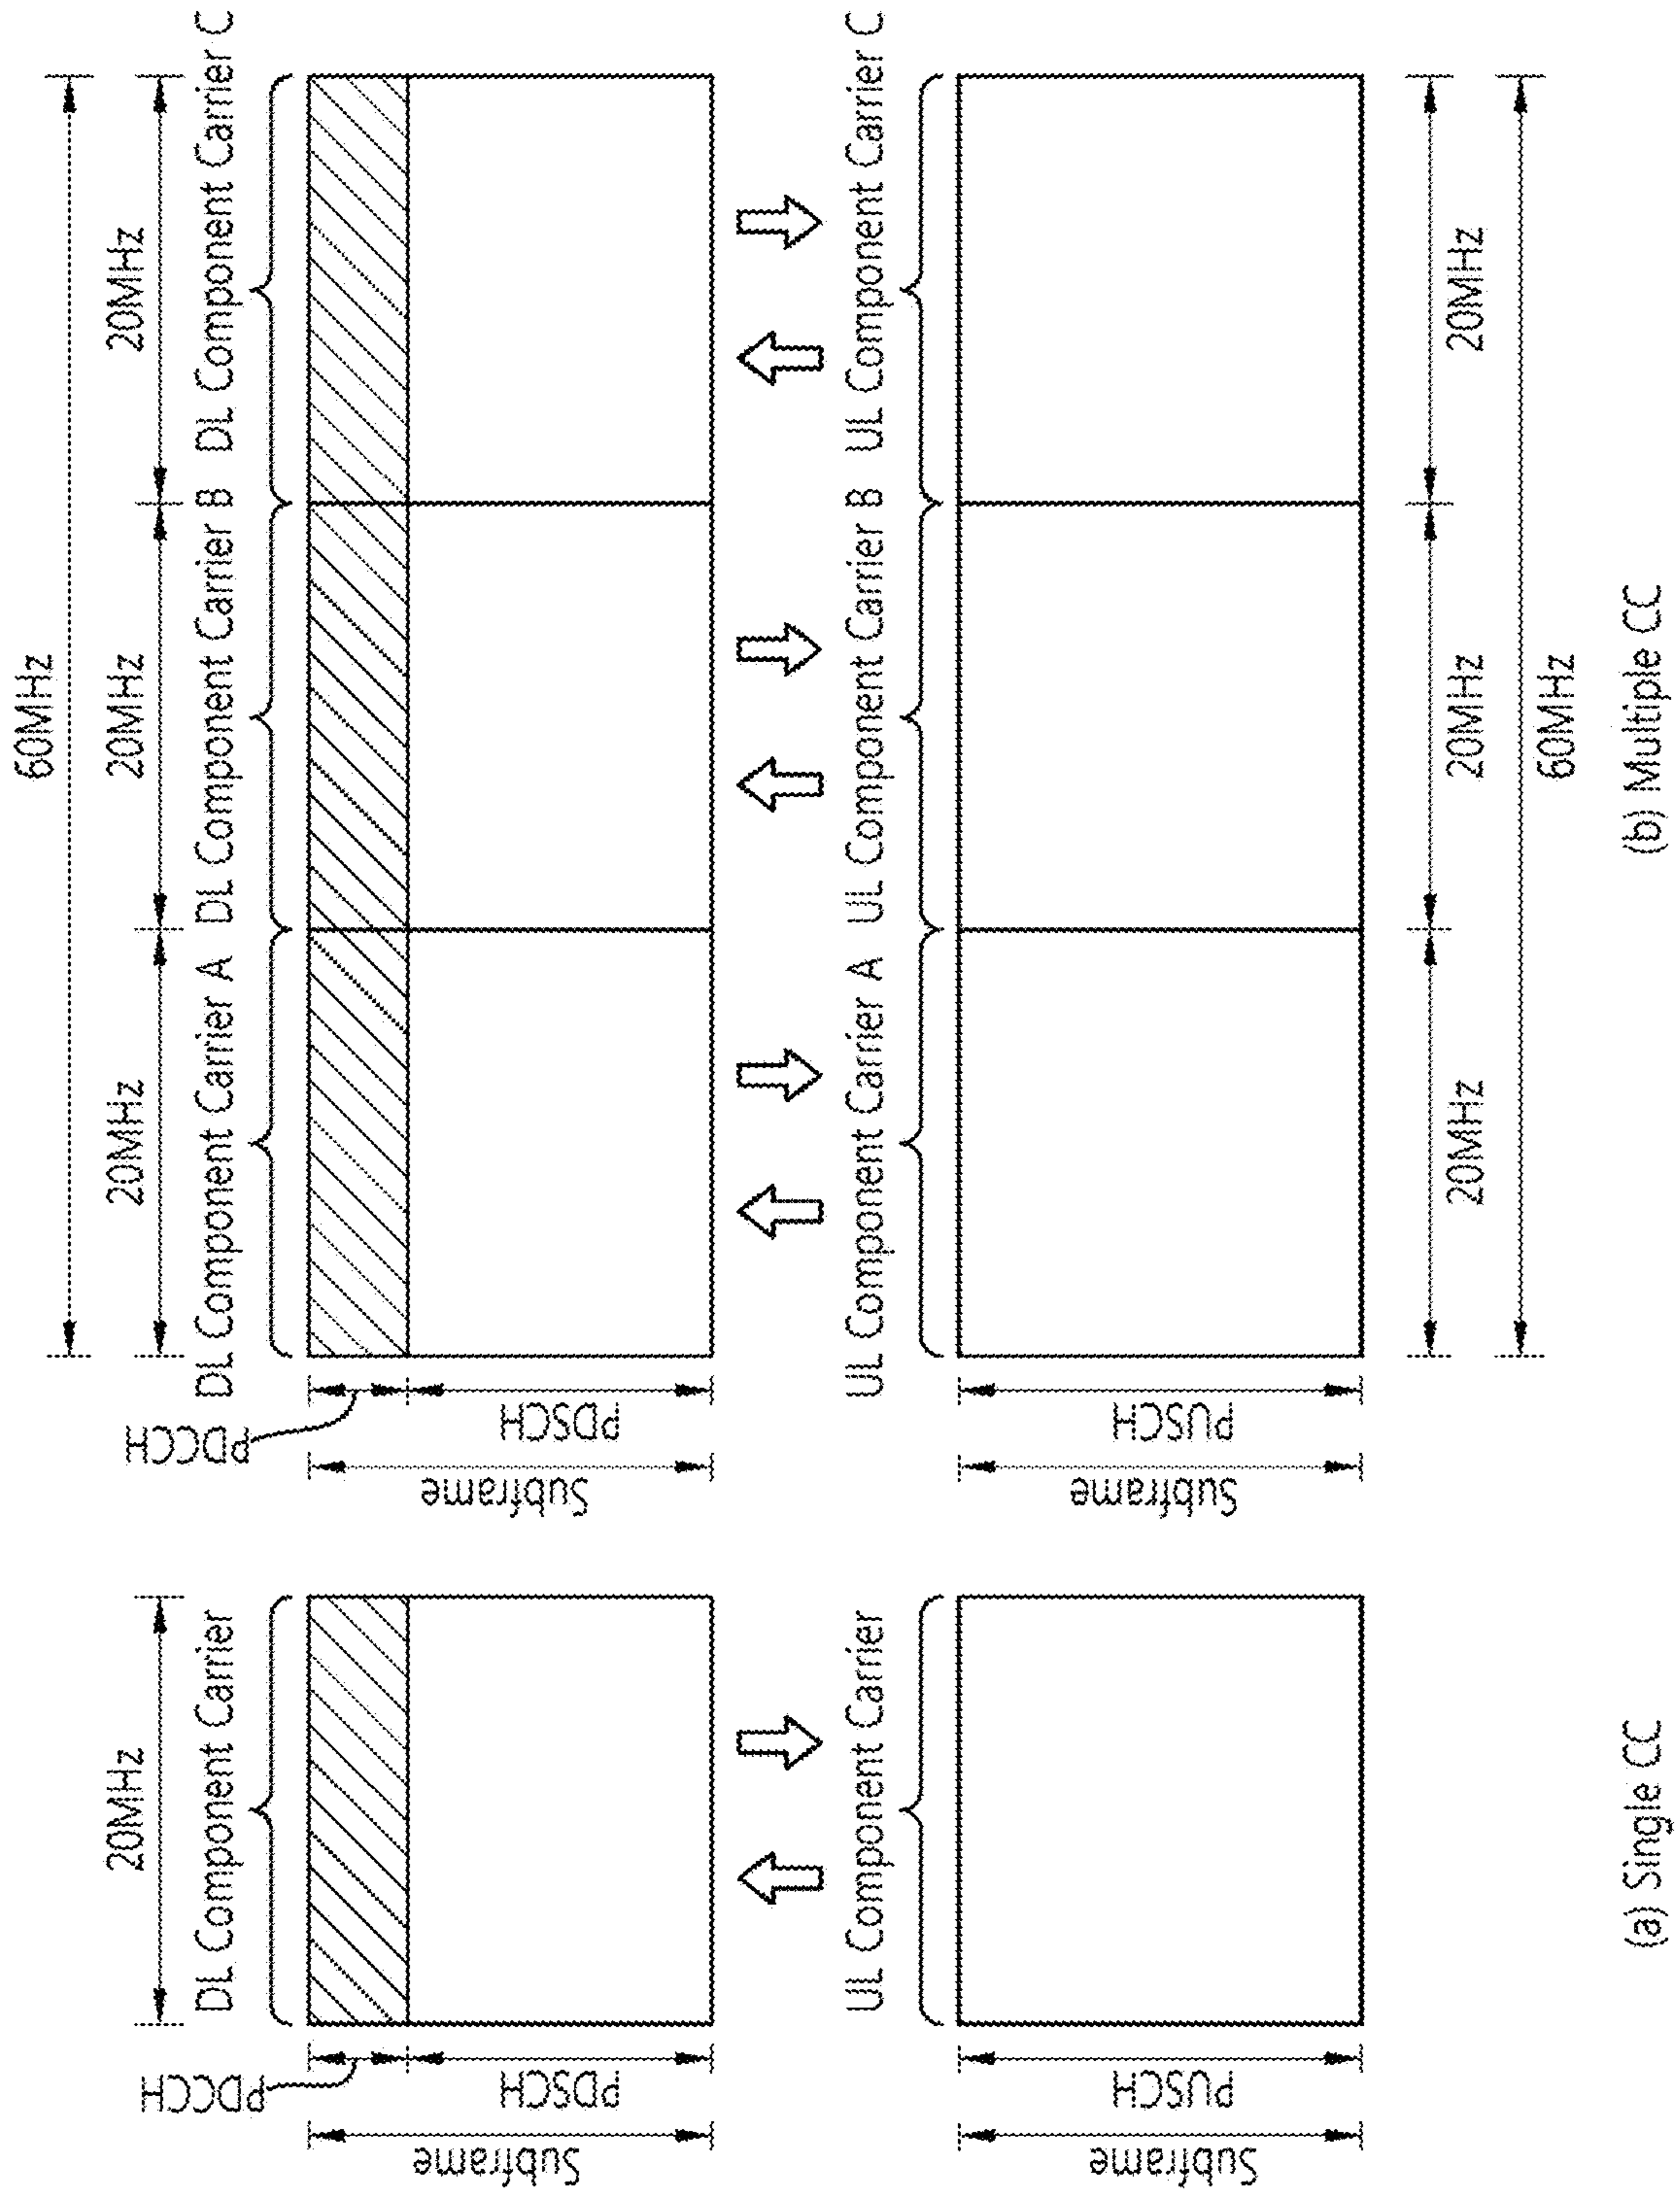 20MHz
DL Component Carrier
PDCCH
PDSCH
Subframe
UL Component Carrier
PUSCH
Subframe
(a) Single CC
60MHz
20MHz 20MHz 20MHz
DL Component Carrier A DL Component Carrier B DL Component Carrier C
PDCCH
PDSCH
Subframe
UL Component Carrier A UL Component Carrier B UL Component Carrier C
PUSCH
Subframe
20MHz 20MHz 20MHz
60MHz
(b) Multiple CC